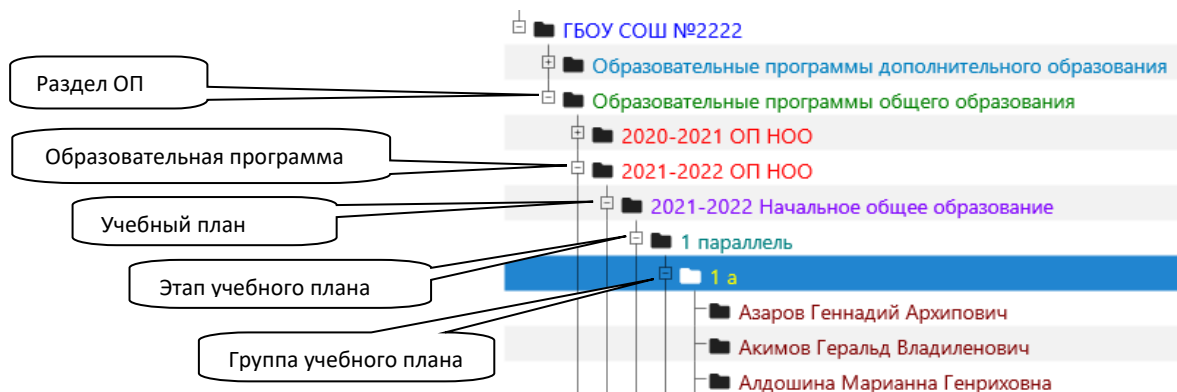 ГБОУ СОШ №2222
Образовательные программы дополнительного образования
Раздел ОП
Образовательные программы общего образования
2020-2021 ОП НОО
Образовательная программа
2021-2022 ОП НОО
2021-2022 Начальное общее образование
Учебный план
1 параллель
1 а
Этап учебного плана
Азаров Геннадий Архипович
Акимов Геральд Владиленович
Группа учебного плана
Алдошина Марианна Генриховна